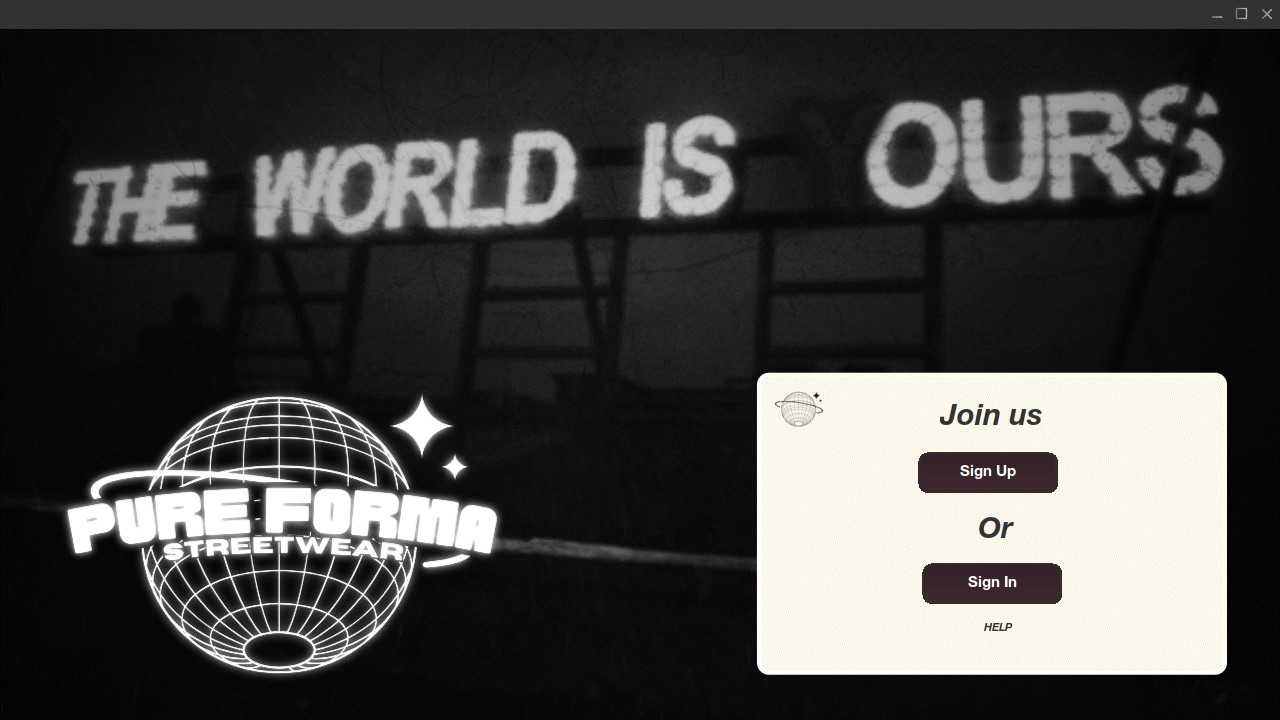 THE WORLD IS OURS
PURE FORMA
STREETWEAR
Join us
Sign Up
Or
Sign In
HELP